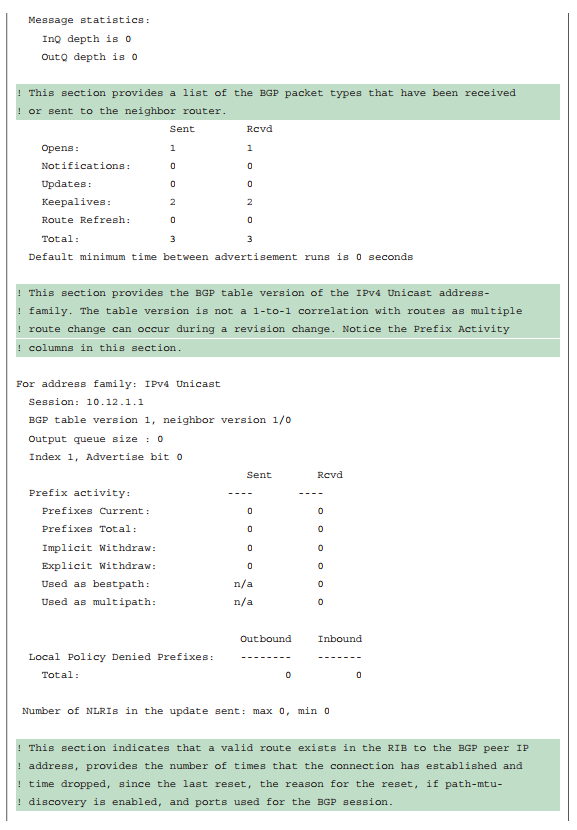 Message statistics:
InQ depth is 0
OutQ depth is 0
! This section provides a list of the BGP packet types that have been received
! or sent to the neighbor router.
Sent Rcvd
Opens: 1 1
Notifications: 0 0
Updates: 0 0
Keepalives: 2 2
Route Refresh: 0 0
Total: 3 3
Default minimum time between advertisement runs is 0 seconds
! This section provides the BGP table version of the IPv4 Unicast address-
! family. The table version is not a 1-to-1 correlation with routes as multiple
! route change can occur during a revision change. Notice the Prefix Activity
! columns in this section.
For address family: IPv4 Unicast
Session: 10.12.1.1
BGP table version 1, neighbor version 1/0
Output queue size : 0
Index 1, Advertise bit 0
Sent Rcvd
Prefix activity: ---- ----
Prefixes Current: 0 0
Prefixes Total: 0 0
Implicit Withdraw: 0 0
Explicit Withdraw: 0 0
Used as bestpath: n/a 0
Used as multipath: n/a 0
Outbound Inbound
Local Policy Denied Prefixes: -------- -------
Total: 0 0
Number of NLRIs in the update sent: max 0, min 0
! This section indicates that a valid route exists in the RIB to the BGP peer IP
! address, provides the number of times that the connection has established and
! time dropped, since the last reset, the reason for the reset, if path-mtu-
! discovery is enabled, and ports used for the BGP session.